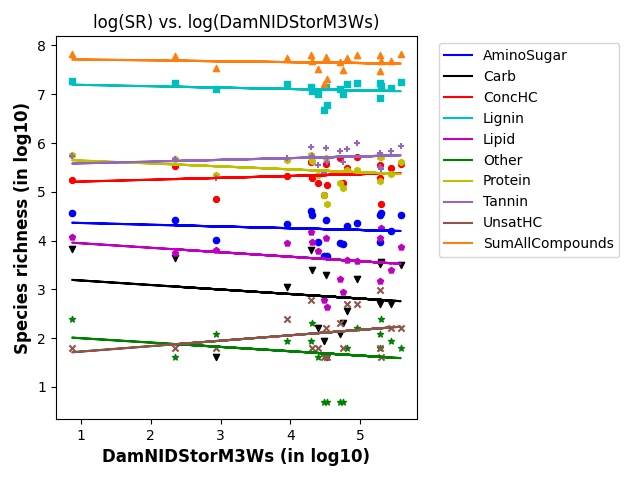 log(SR) vs. log(DamNIDStorM3Ws)
Species richness (in log10)
8
7
6
5
4
3
2
1
1 2 3 4 5
DamNIDStorM3Ws (in log10)
AminoSugar
Carb
ConcHC
Lignin
Lipid
Other
Protein
Tannin
UnsatHC
SumAllCompounds